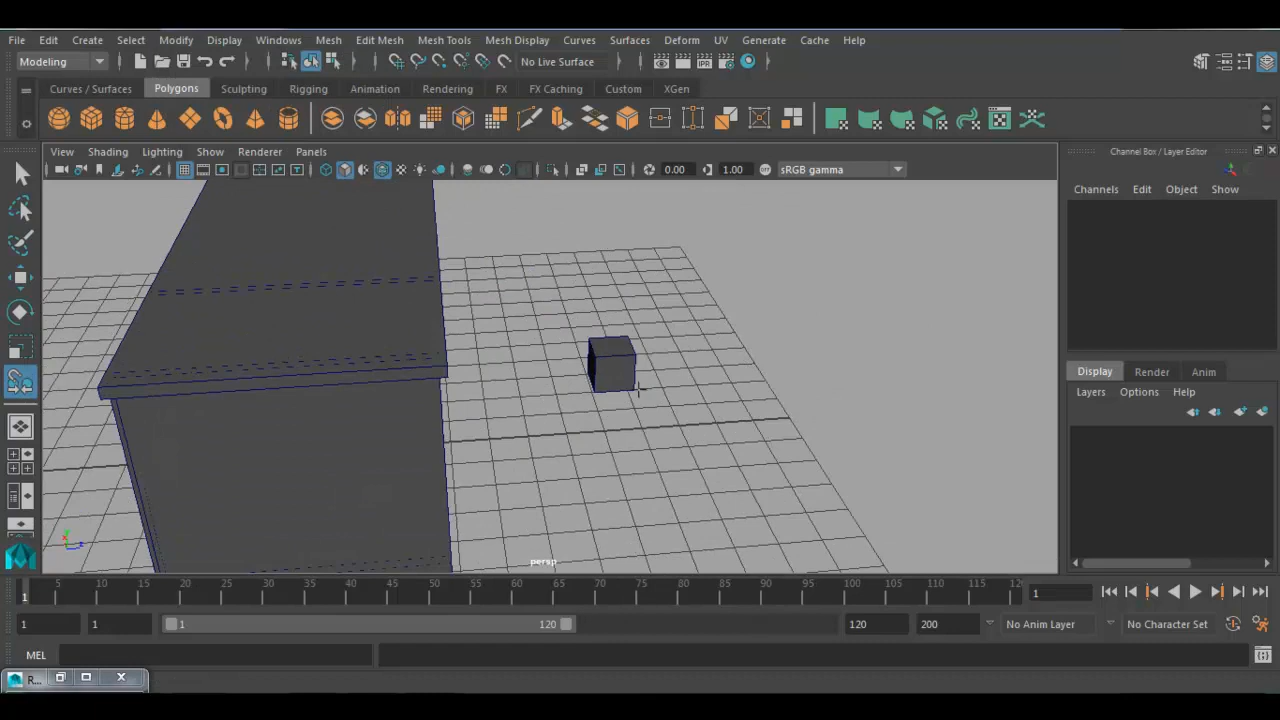 File Edit Create Select Modify Display Windows Mesh Edit Mesh Mesh Tools Mesh Display Curves Surfaces Deform UV Generate Cache Help
Modeling No Live Surface
Curves / Surfaces Polygons Sculpting Rigging Animation Rendering FX FX Caching Custom XGen
View Shading Lighting Show Renderer Panels
Channel Box / Layer Editor
0.00 1.00 sRGB gamma
Channels Edit Object Show
Display Render Anim
Layers Options Help
persp
5 10 15 20 25 30 35 40 45 50 55 60 65 70 75 80 85 90 95 100 105 110 115 12
1 1
1 1 1 120 120 200 No Anim Layer No Character Set
MEL
R...